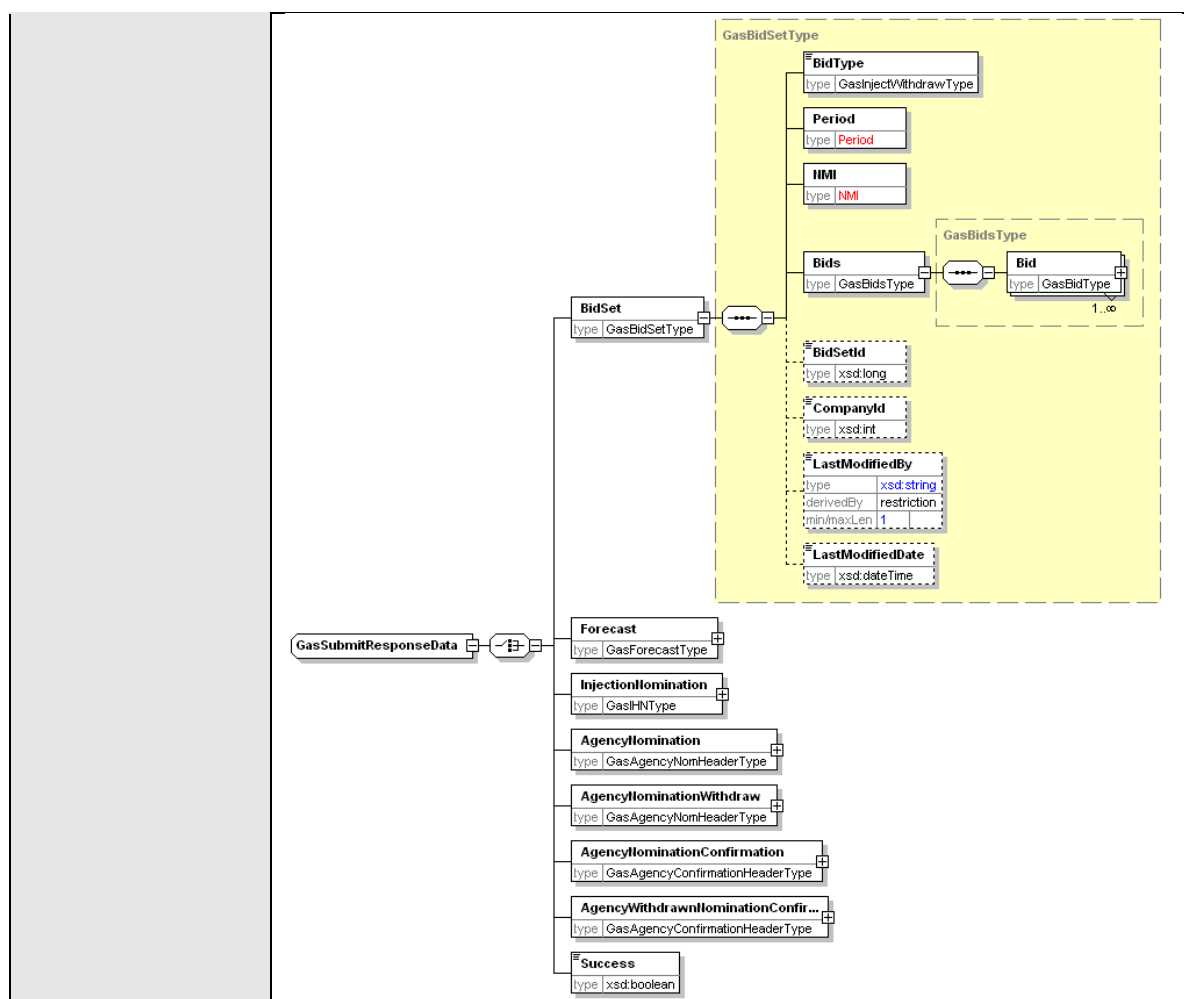 GasBidSetType
BidType
type GasInjectWithdrawType
Period
type Period
NMI
type NMI
GasBidsType
Bids
type GasBidsType
Bid
type GasBidType
1..∞
BidSet
type GasBidSetType
BidSetId
type xsd:long
CompanyId
type xsd:int
LastModifiedBy
type xsd:string
derivedBy restriction
min/maxLen 1
LastModifiedDate
type xsd:dateTime
GasSubmitResponseData
Forecast
type GasForecastType
InjectionNomination
type GasIHNType
AgencyNomination
type GasAgencyNomHeaderType
AgencyNominationWithdraw
type GasAgencyNomHeaderType
AgencyNominationConfirmation
type GasAgencyConfirmationHeaderType
AgencyWithdrawnNominationConfir...
type GasAgencyConfirmationHeaderType
Success
type xsd:boolean